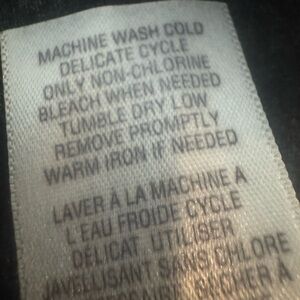 MACHINE WASH COLD
DELICATE CYCLE
ONLY NON-CHLORINE
BLEACH WHEN NEEDED
TUMBLE DRY LOW
REMOVE PROMPTLY
WARM IRON IF NEEDED
LAVER À LA MACHINE A
L'EAU FROIDE CYCLE
DELICAT UTILISER
JAVELLISANT SANS CHLORE